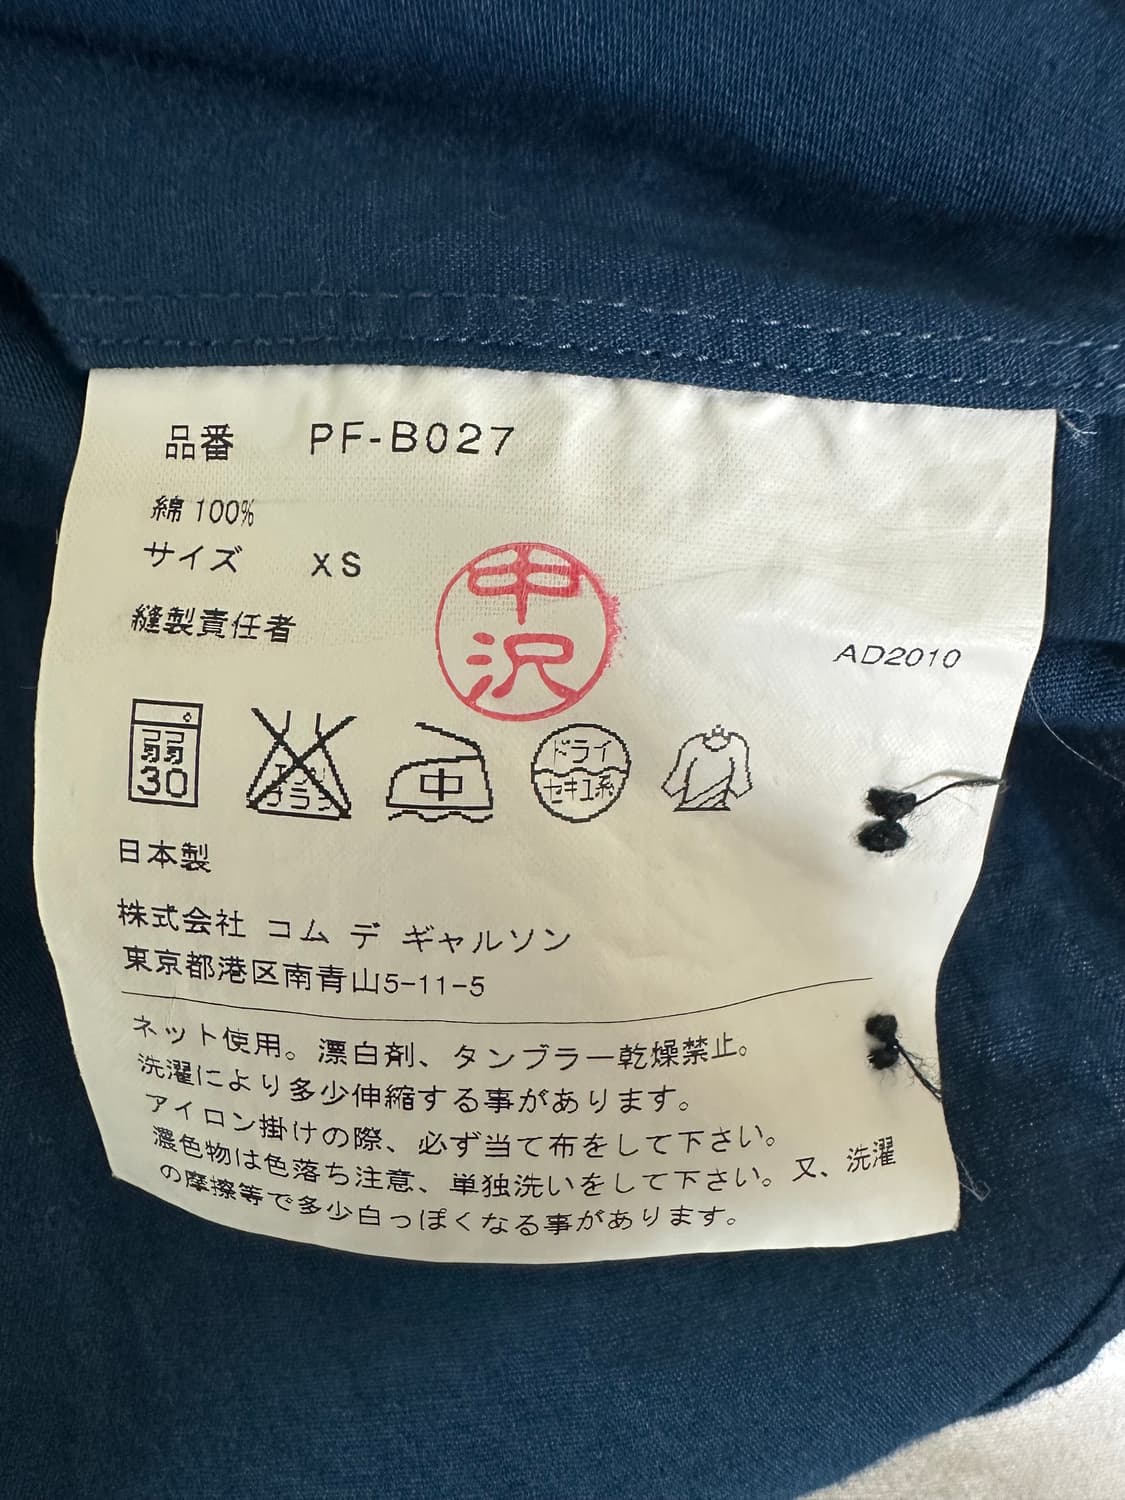 品番 PF-B027
綿 100%
サイズ XS
縫製責任者
中沢
AD2010
弱
30
エンソ
フラシ
中
ドライ
セキユ系
日本製
株式会社 コム デ ギャルソン
東京都港区南青山5-11-5
ネット使用。漂白剤、タンブラー乾燥禁止。
洗濯により多少伸縮する事があります。
アイロン掛けの際、必ず当て布をして下さい。
濃色物は色落ち注意、単独洗いをして下さい。又、洗濯
の摩擦等で多少白っぽくなる事があります。